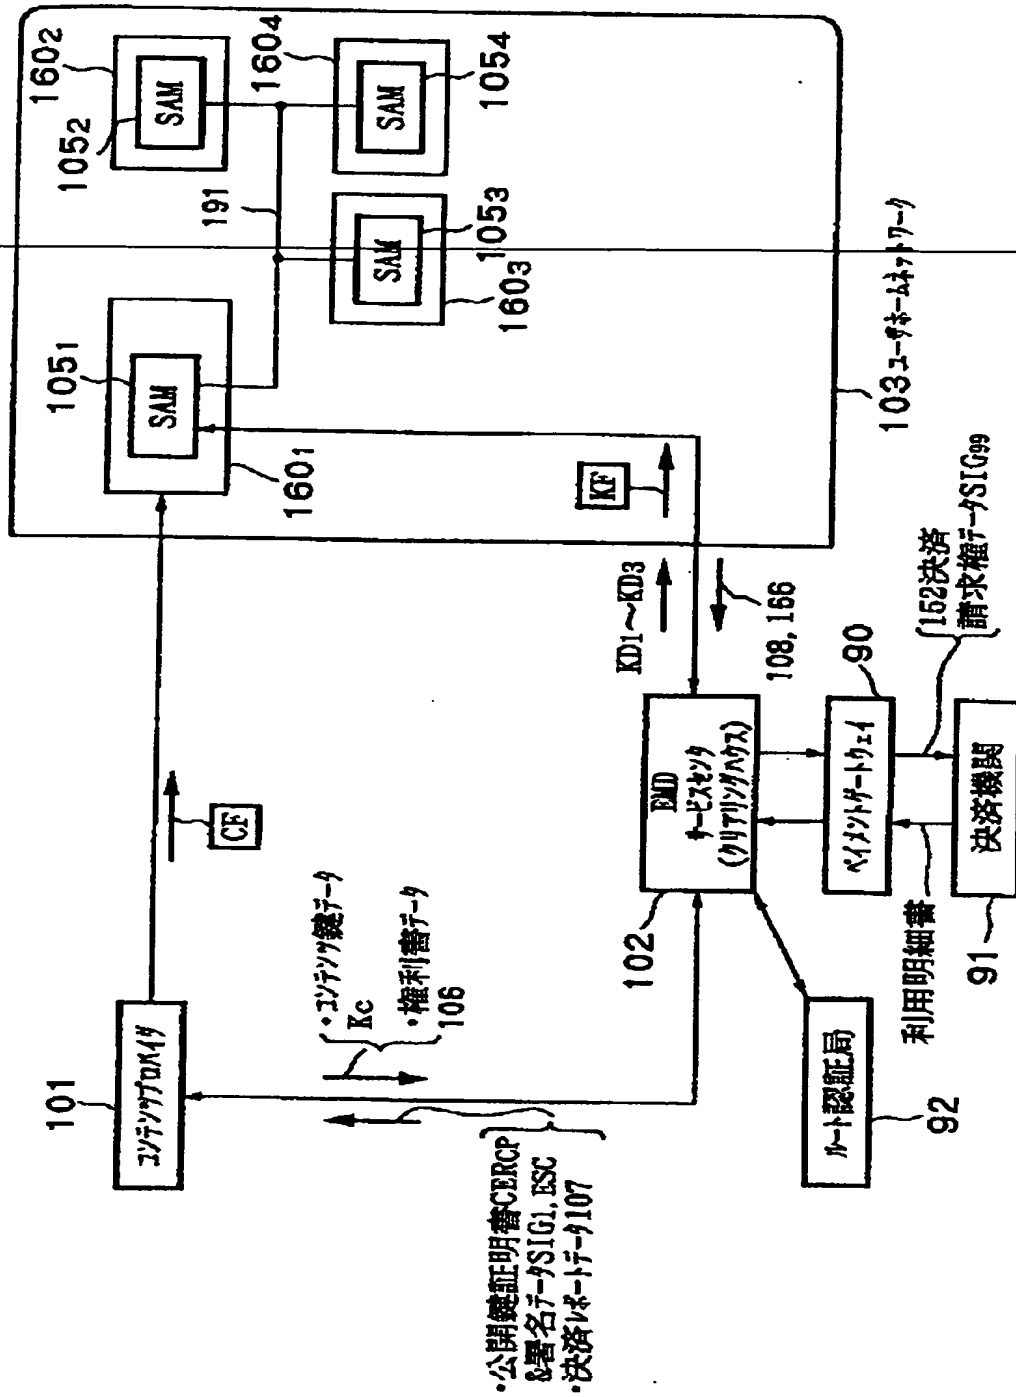 101
コンテンツプロバイダ
CF
・コンテンツ鍵データ
Kc
・権利書データ
106
・公開鍵証明書CERCP
&署名データSIG1,ESC
・決済レポートデータ107
102
EMD
サービスセンタ
(クリアリングハウス)
ルート認証局
92
ペイメントゲートウェイ
90
決済機関
91
利用明細書
152決済
請求権データSIG99
KD1〜KD3
108,166
KF
1051
SAM
1601
191
1602
1052
SAM
SAM
1053
1603
1604
SAM
1054
103ユーザホームネットワーク